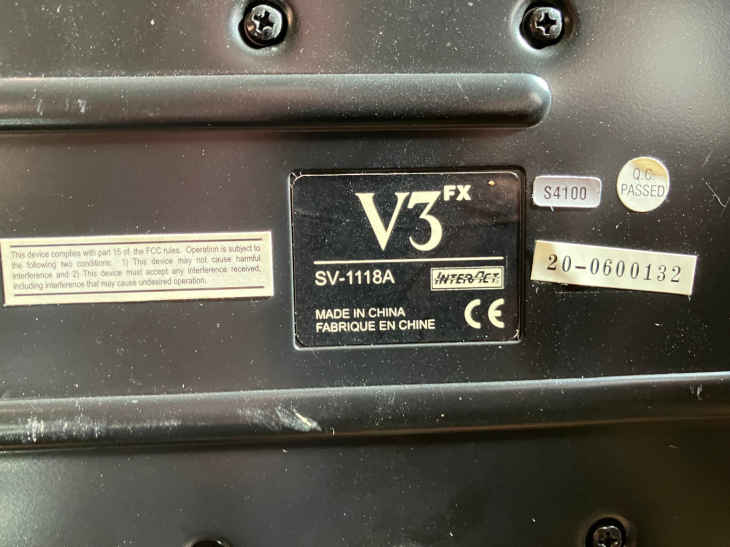 V3 FX
SV-1118A
INTERACT
MADE IN CHINA
FABRIQUE EN CHINE
CE
This device complies with part 15 of the FCC rules. Operation is subject to
the following two conditions: 1) This device may not cause harmful
interference and 2) This device must accept any interference received,
including interference that may cause undesired operation.
S4100
Q.C.
PASSED
20-0600132